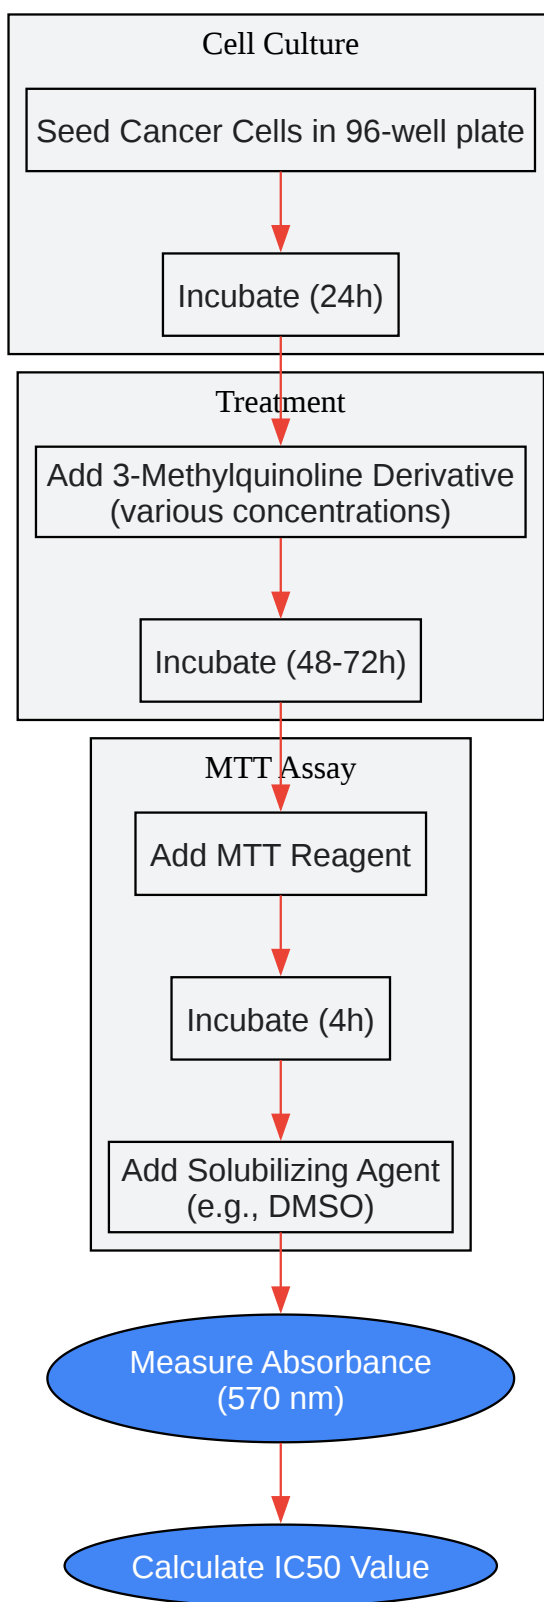 Cell Culture
Seed Cancer Cells in 96-well plate
Incubate (24h)
Treatment
Add 3-Methylquinoline Derivative
(various concentrations)
Incubate (48-72h)
MTT Assay
Add MTT Reagent
Incubate (4h)
Add Solubilizing Agent
(e.g., DMSO)
Measure Absorbance
(570 nm)
Calculate IC50 Value